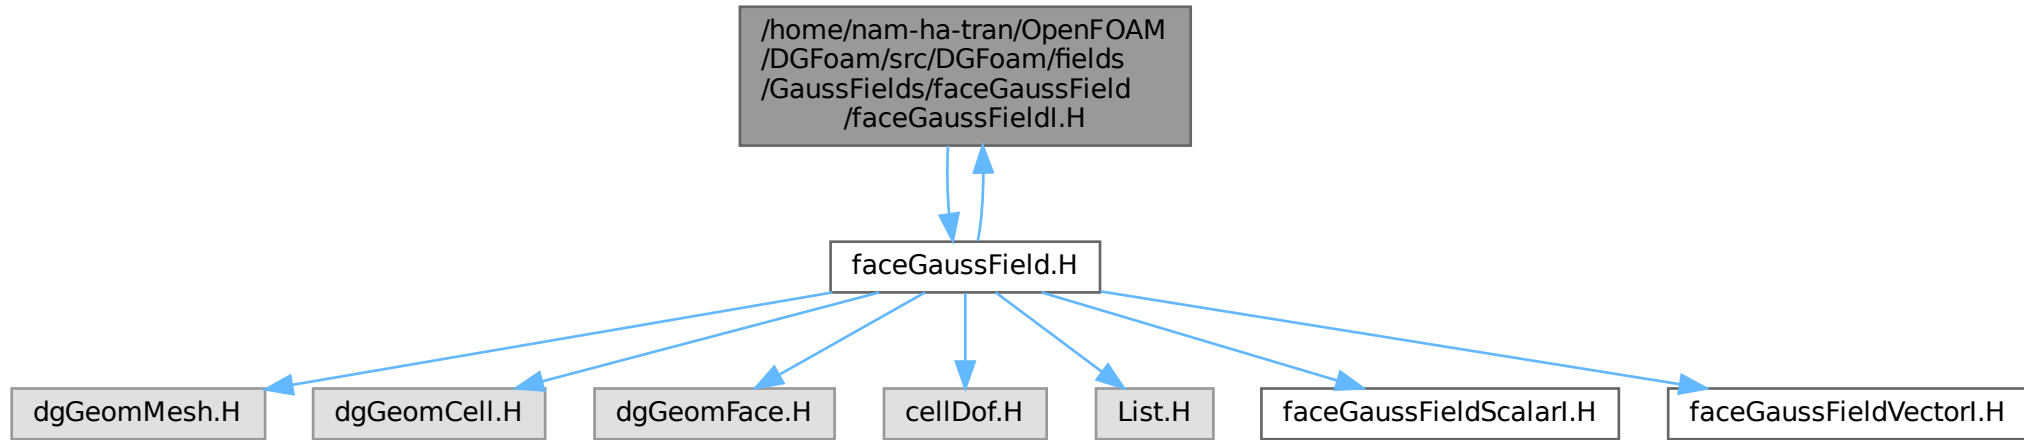 /home/nam-ha-tran/OpenFOAM
/DGFoam/src/DGFoam/fields
/GaussFields/faceGaussField
/faceGaussFieldI.H
faceGaussField.H
dgGeomMesh.H
dgGeomCell.H
dgGeomFace.H
cellDof.H
List.H
faceGaussFieldScalarI.H
faceGaussFieldVectorI.H